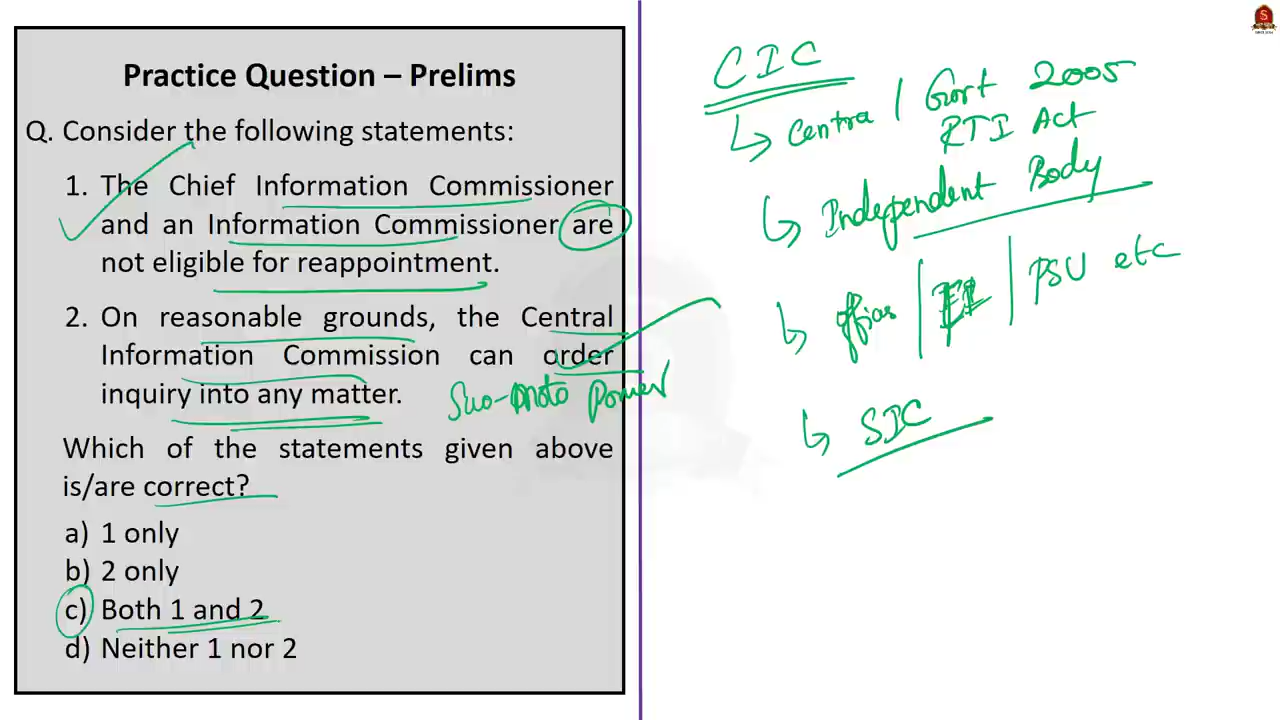 Practice Question – Prelims
Q. Consider the following statements:
1. The Chief Information Commissioner
and an Information Commissioner are
not eligible for reappointment.
2. On reasonable grounds, the Central
Information Commission can order
inquiry into any matter.
Suo-moto Power
Which of the statements given above
is/are correct?
a) 1 only
b) 2 only
c) Both 1 and 2
d) Neither 1 nor 2
CIC
Centra / Govt 2005
RTI Act
Independent Body
PSU etc
SIC